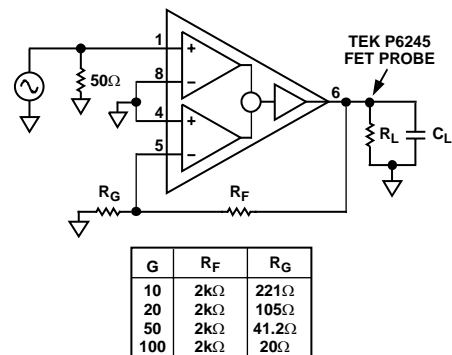 TEK P6245
FET PROBE
1
+
50Ω
8
−
4
+
5
−
6
R_L
C_L
R_G
R_F
G R_F R_G
10 2kΩ 221Ω
20 2kΩ 105Ω
50 2kΩ 41.2Ω
100 2kΩ 20Ω